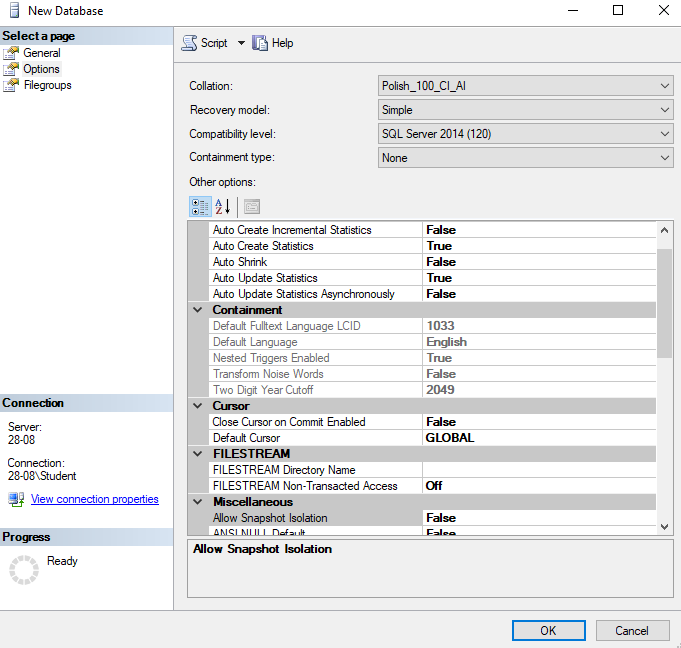 New Database
Select a page
General
Options
Filegroups
Script
Help
Collation: Polish_100_CI_AI
Recovery model: Simple
Compatibility level: SQL Server 2014 (120)
Containment type: None
Other options:
Auto Create Incremental Statistics False
Auto Create Statistics True
Auto Shrink False
Auto Update Statistics True
Auto Update Statistics Asynchronously False
Containment
Default Fulltext Language LCID 1033
Default Language English
Nested Triggers Enabled True
Transform Noise Words False
Two Digit Year Cutoff 2049
Cursor
Close Cursor on Commit Enabled False
Default Cursor GLOBAL
FILESTREAM
FILESTREAM Directory Name
FILESTREAM Non-Transacted Access Off
Miscellaneous
Allow Snapshot Isolation False
ANSI NULL Default False
Allow Snapshot Isolation
Connection
Server:
28-08
Connection:
28-08\Student
View connection properties
Progress
Ready
OK
Cancel